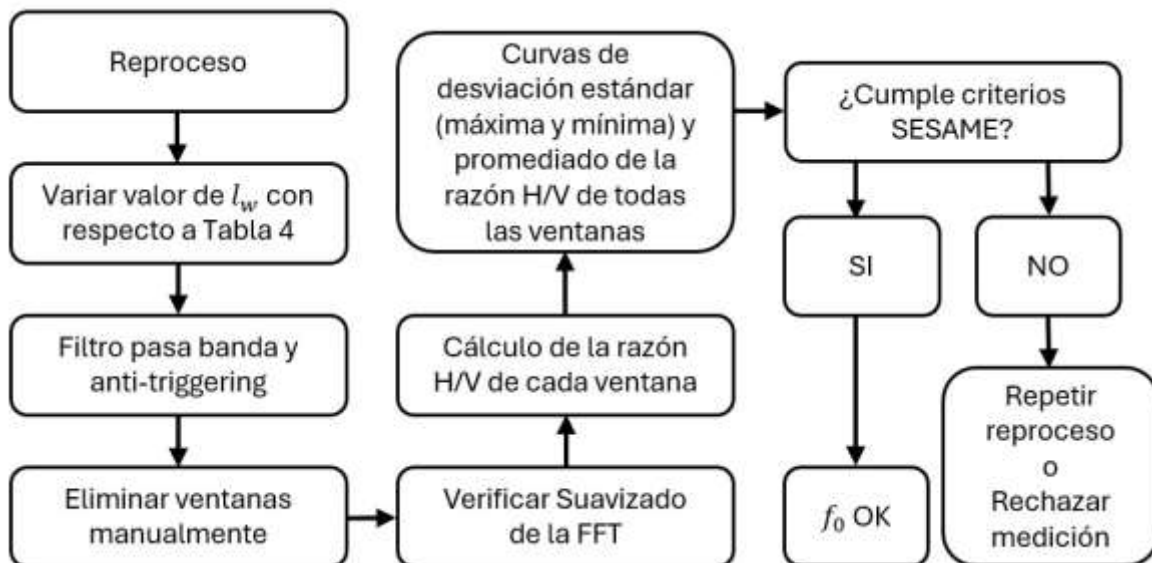 Reproceso
Variar valor de l_w con
respecto a Tabla 4
Filtro pasa banda y
anti-triggering
Eliminar ventanas
manualmente
Verificar Suavizado
de la FFT
Cálculo de la razón
H/V de cada ventana
Curvas de
desviación estándar
(máxima y mínima) y
promediado de la
razón H/V de todas
las ventanas
¿Cumple criterios
SESAME?
SI
f_0 OK
NO
Repetir
reproceso
o
Rechazar
medición